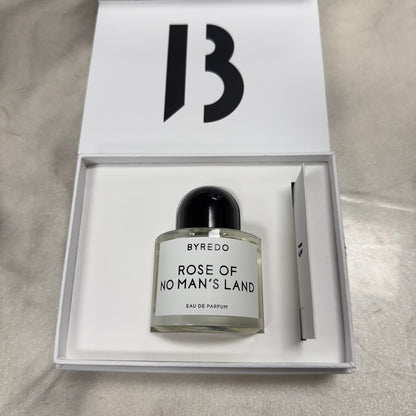 B
BYREDO
ROSE OF
NO MAN'S LAND
EAU DE PARFUM
B